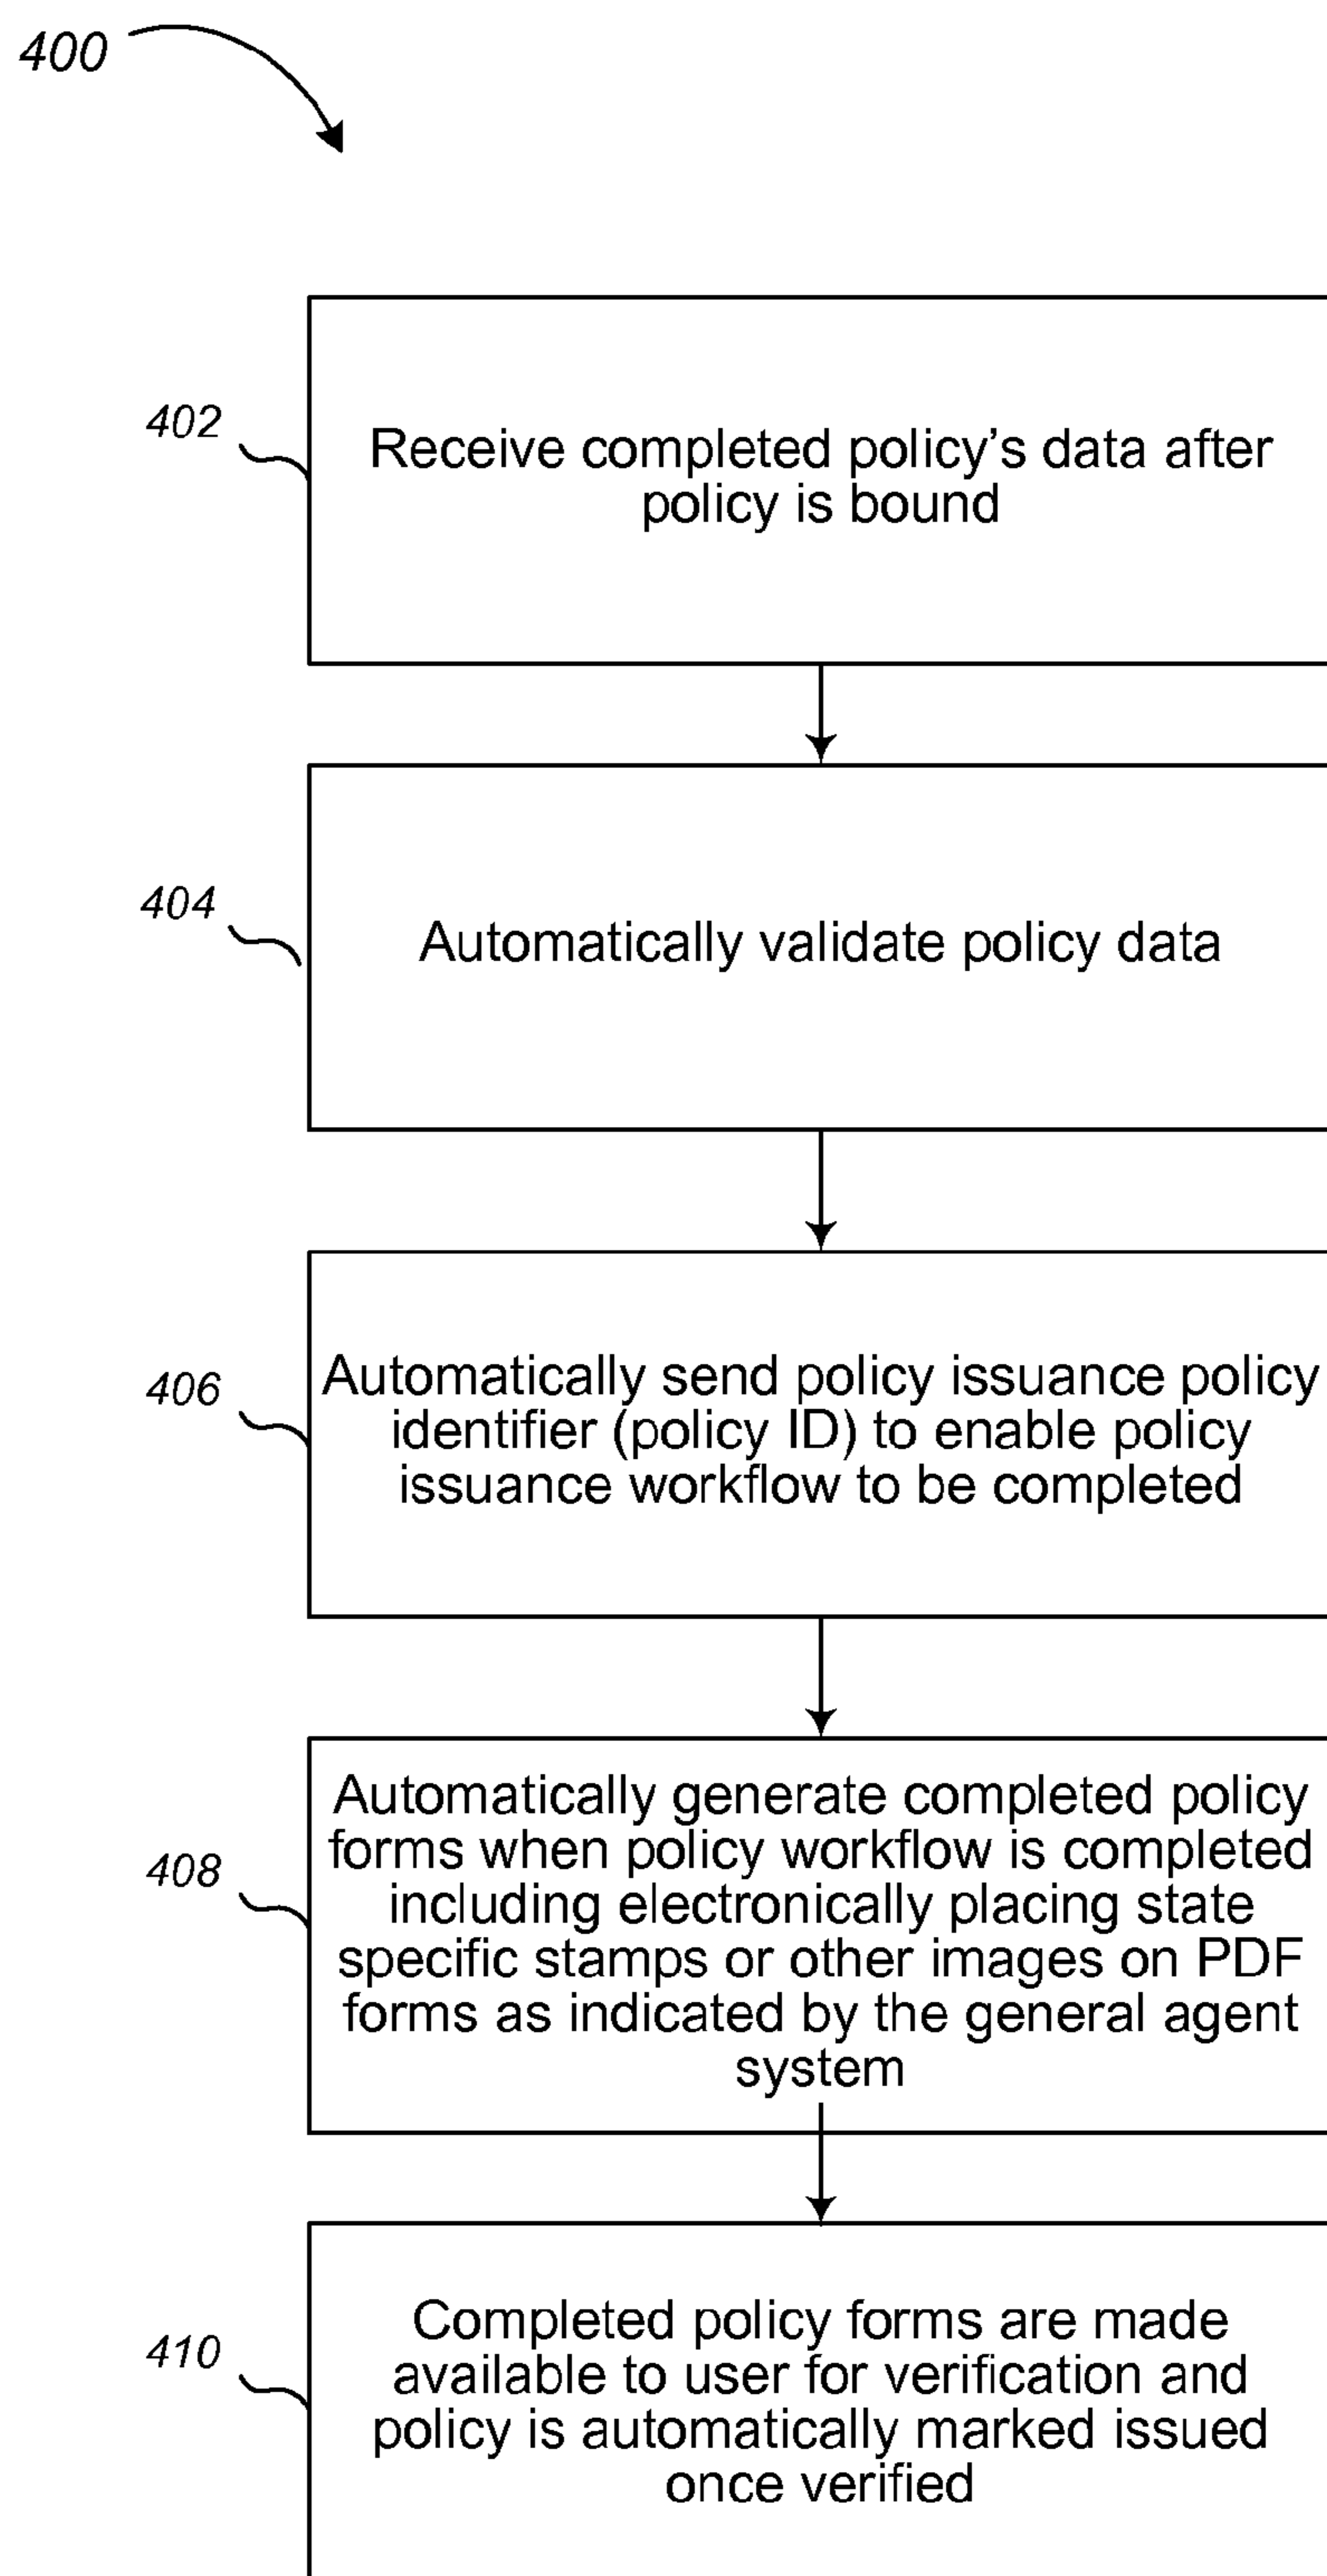 400
402
Receive completed policy’s data after
policy is bound
404
Automatically validate policy data
406
Automatically send policy issuance policy
identifier (policy ID) to enable policy
issuance workflow to be completed
408
Automatically generate completed policy
forms when policy workflow is completed
including electronically placing state
specific stamps or other images on PDF
forms as indicated by the general agent
system
410
Completed policy forms are made
available to user for verification and
policy is automatically marked issued
once verified